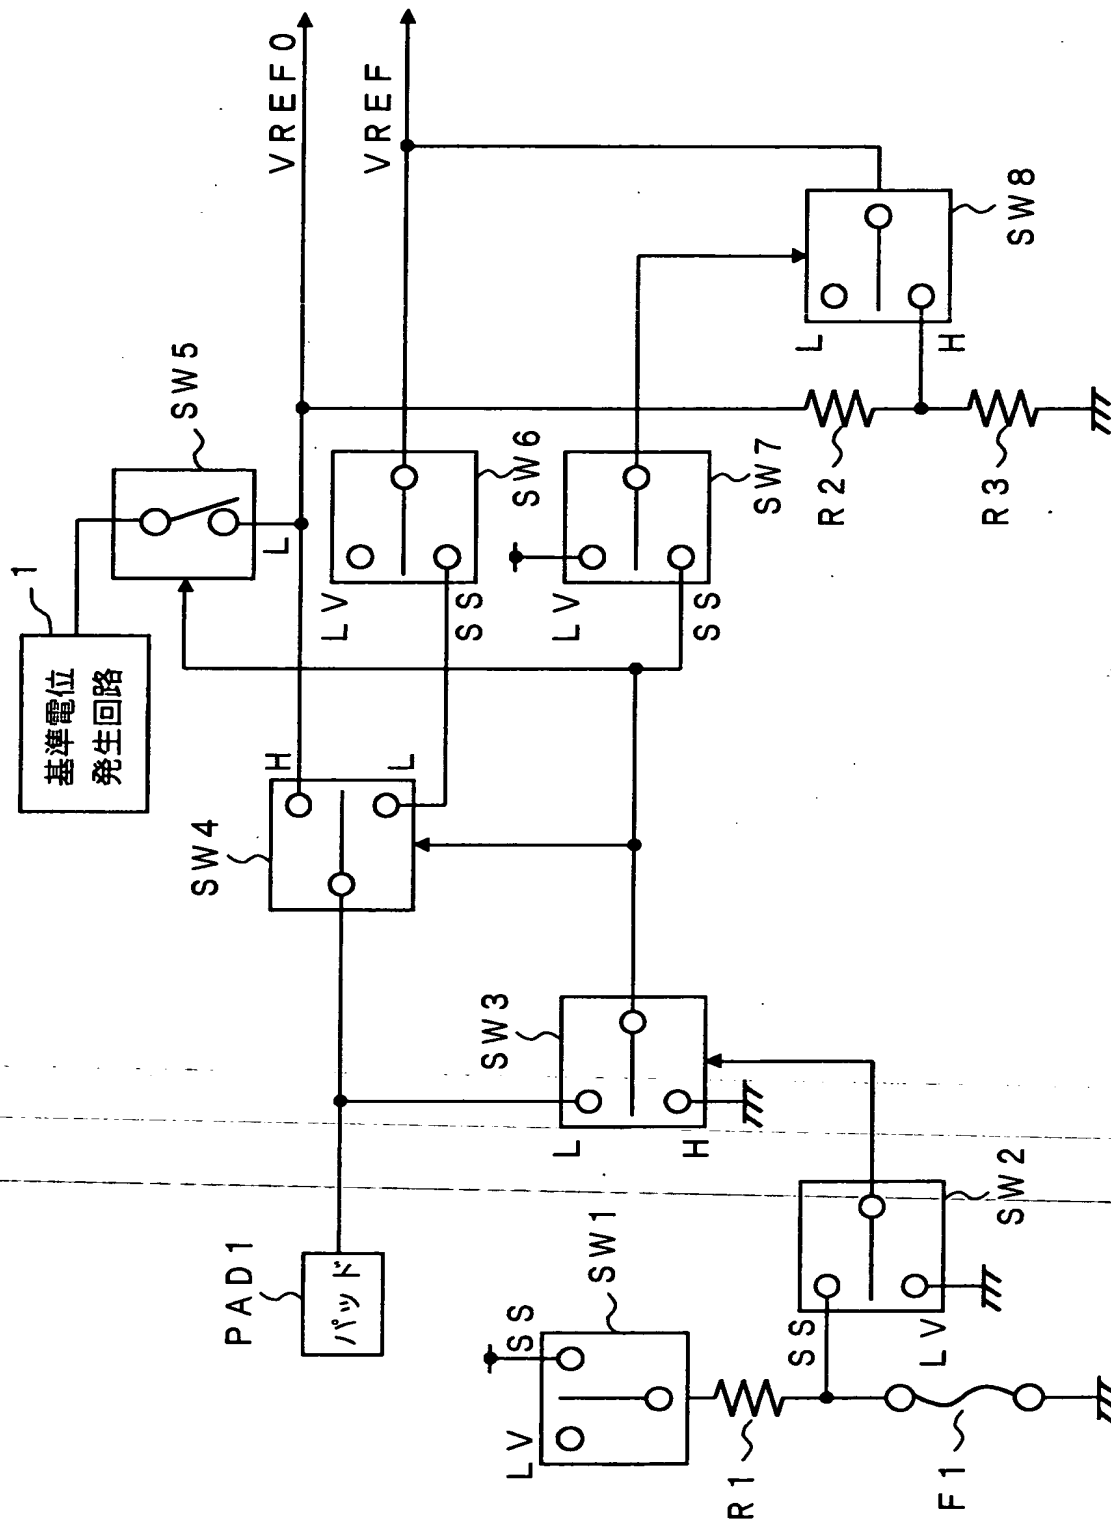 1
基準電位
発生回路
SW5
L
VREF0
VREF
SW4
H
L
SW6
LV
SS
PAD1
パッド
SW3
L
H
SW7
LV
SS
SW8
L
H
R2
R3
SW1
LV
SS
R1
F1
SW2
SS
LV